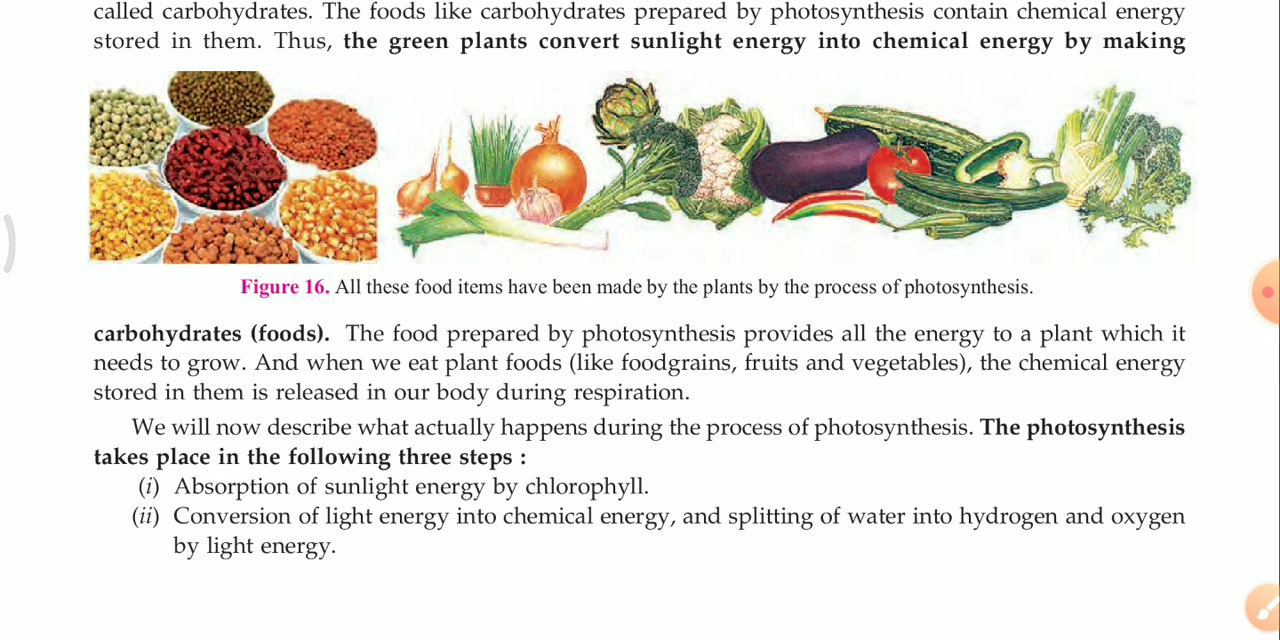 called carbohydrates. The foods like carbohydrates prepared by photosynthesis contain chemical energy
stored in them. Thus, the green plants convert sunlight energy into chemical energy by making
Figure 16. All these food items have been made by the plants by the process of photosynthesis.
carbohydrates (foods). The food prepared by photosynthesis provides all the energy to a plant which it
needs to grow. And when we eat plant foods (like foodgrains, fruits and vegetables), the chemical energy
stored in them is released in our body during respiration.
We will now describe what actually happens during the process of photosynthesis. The photosynthesis
takes place in the following three steps :
(i) Absorption of sunlight energy by chlorophyll.
(ii) Conversion of light energy into chemical energy, and splitting of water into hydrogen and oxygen
by light energy.